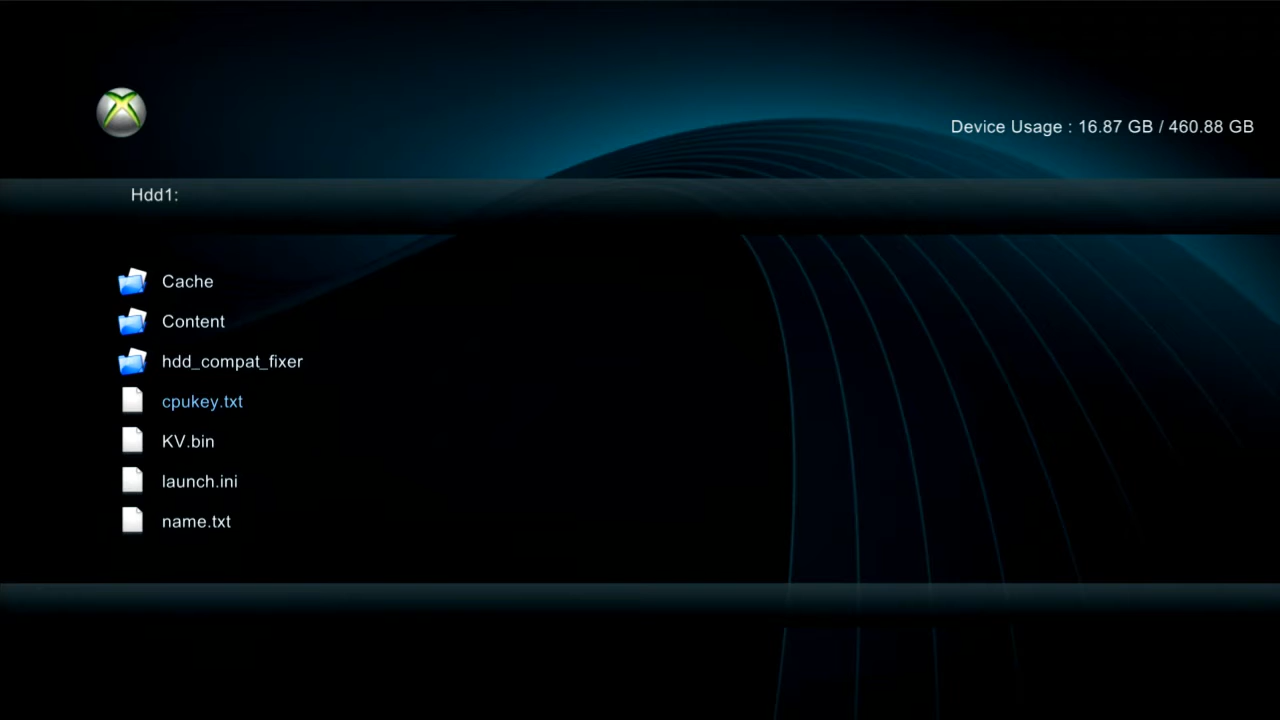 Device Usage : 16.87 GB / 460.88 GB
Hdd1:
Cache
Content
hdd_compat_fixer
cpukey.txt
KV.bin
launch.ini
name.txt